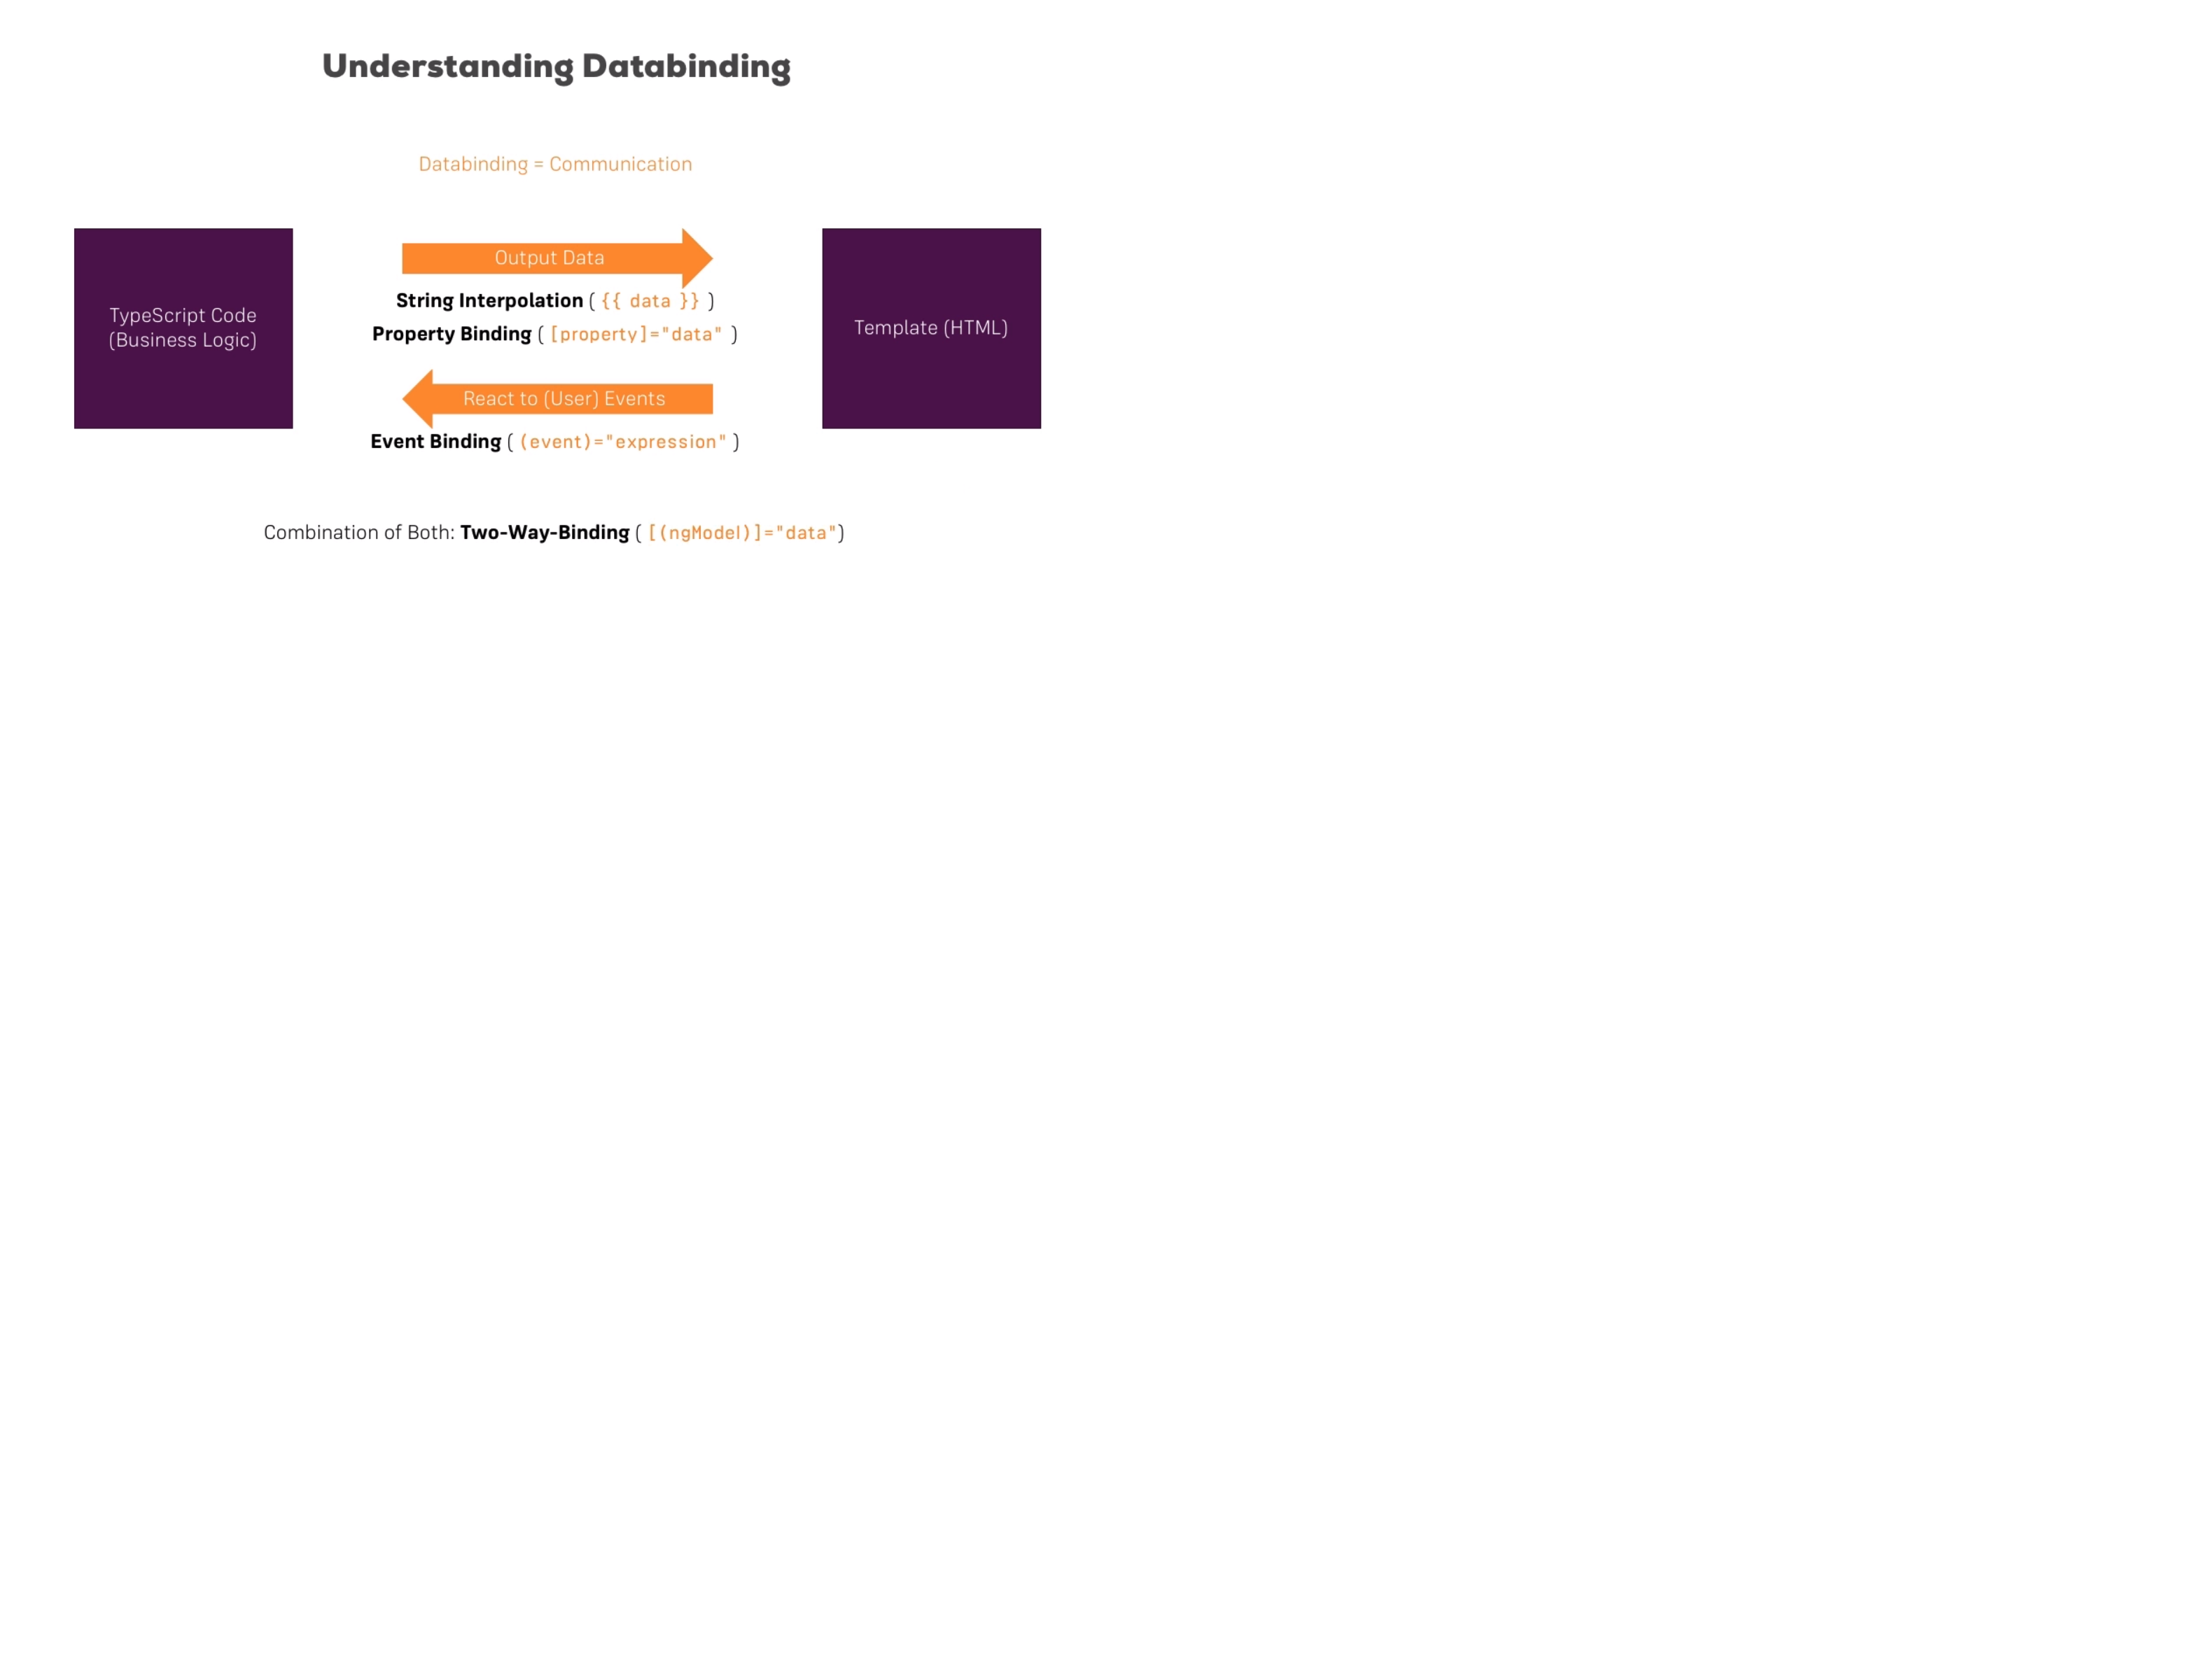 Understanding Databinding
Databinding = Communication
Output Data
String Interpolation ( {{ data }} )
Property Binding ( [property]="data" )
TypeScript Code
(Business Logic)
Template (HTML)
React to (User) Events
Event Binding ( (event)="expression" )
Combination of Both: Two-Way-Binding ( [(ngModel)]="data")